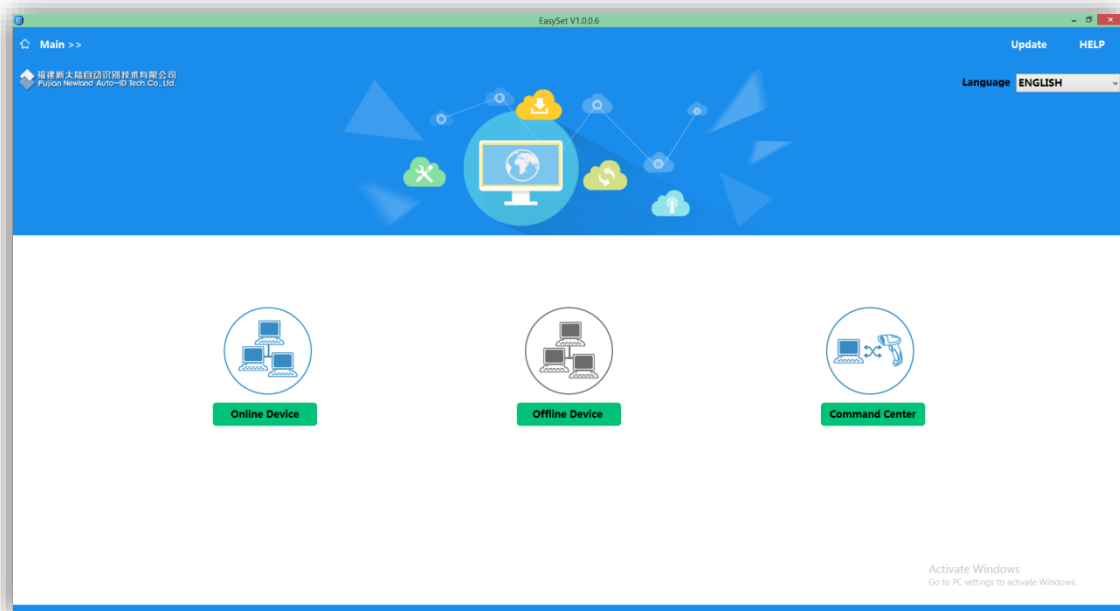 EasySet V1.0.0.6
Main >>
Update
HELP
福建新大陆自动识别技术有限公司
Fujian Newland Auto-ID Tech.Co.,Ltd.
Language
ENGLISH
Online Device
Offline Device
Command Center
Activate Windows
Go to PC settings to activate Windows.